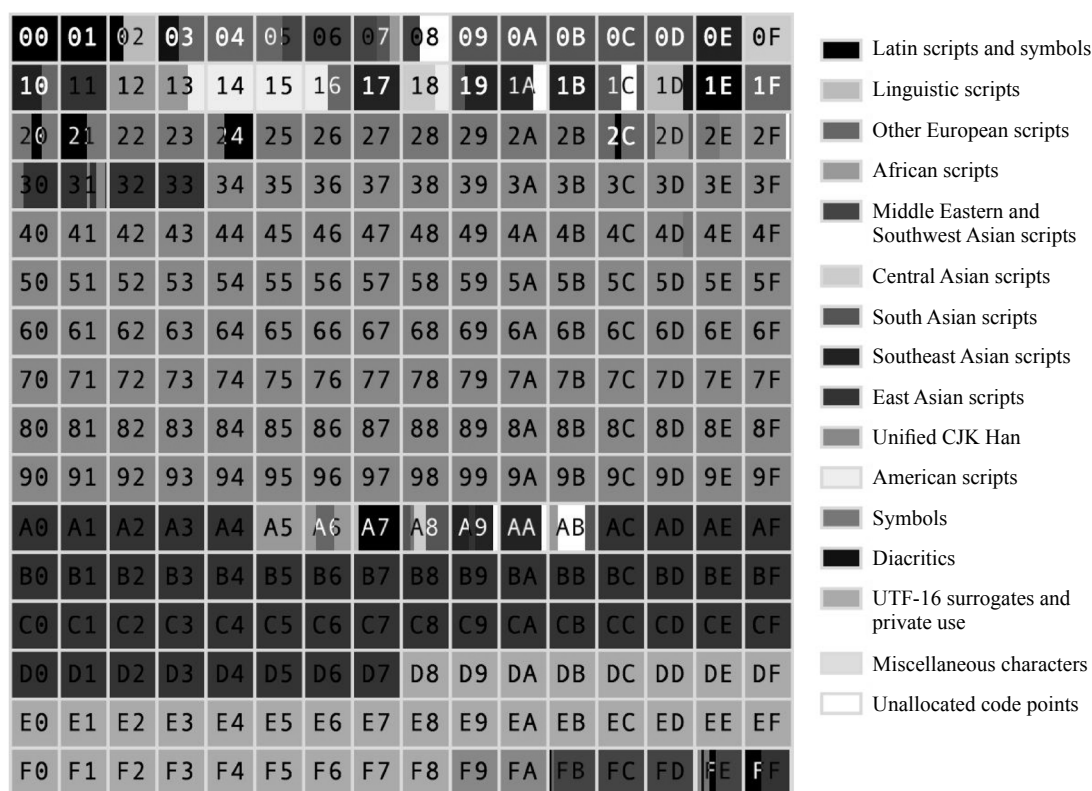 00 01 02 03 04 05 06 07 08 09 0A 0B 0C 0D 0E 0F
10 11 12 13 14 15 16 17 18 19 1A 1B 1C 1D 1E 1F
20 21 22 23 24 25 26 27 28 29 2A 2B 2C 2D 2E 2F
30 31 32 33 34 35 36 37 38 39 3A 3B 3C 3D 3E 3F
40 41 42 43 44 45 46 47 48 49 4A 4B 4C 4D 4E 4F
50 51 52 53 54 55 56 57 58 59 5A 5B 5C 5D 5E 5F
60 61 62 63 64 65 66 67 68 69 6A 6B 6C 6D 6E 6F
70 71 72 73 74 75 76 77 78 79 7A 7B 7C 7D 7E 7F
80 81 82 83 84 85 86 87 88 89 8A 8B 8C 8D 8E 8F
90 91 92 93 94 95 96 97 98 99 9A 9B 9C 9D 9E 9F
A0 A1 A2 A3 A4 A5 A6 A7 A8 A9 AA AB AC AD AE AF
B0 B1 B2 B3 B4 B5 B6 B7 B8 B9 BA BB BC BD BE BF
C0 C1 C2 C3 C4 C5 C6 C7 C8 C9 CA CB CC CD CE CF
D0 D1 D2 D3 D4 D5 D6 D7 D8 D9 DA DB DC DD DE DF
E0 E1 E2 E3 E4 E5 E6 E7 E8 E9 EA EB EC ED EE EF
F0 F1 F2 F3 F4 F5 F6 F7 F8 F9 FA FB FC FD FE FF
Latin scripts and symbols
Linguistic scripts
Other European scripts
African scripts
Middle Eastern and
Southwest Asian scripts
Central Asian scripts
South Asian scripts
Southeast Asian scripts
East Asian scripts
Unified CJK Han
American scripts
Symbols
Diacritics
UTF-16 surrogates and
private use
Miscellaneous characters
Unallocated code points